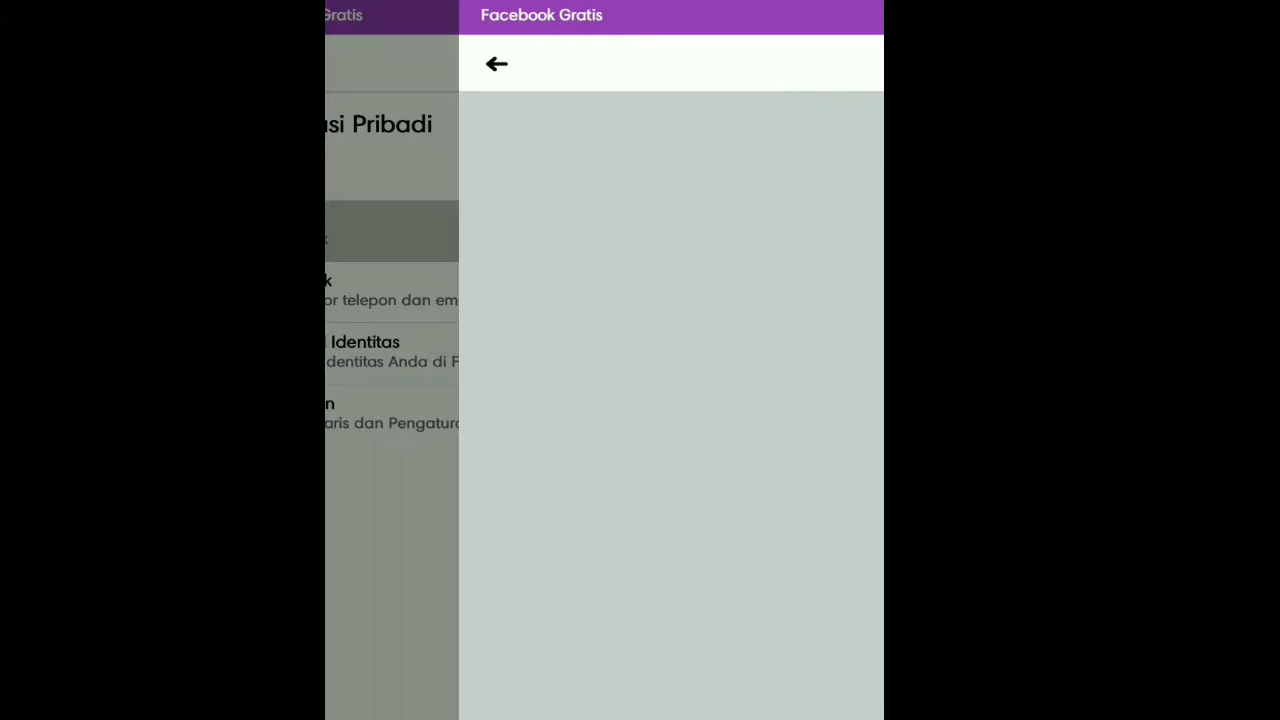 Gratis
Facebook Gratis
si Pribadi
k
or telepon dan em
Identitas
dentitas Anda di F
n
aris dan Pengatur